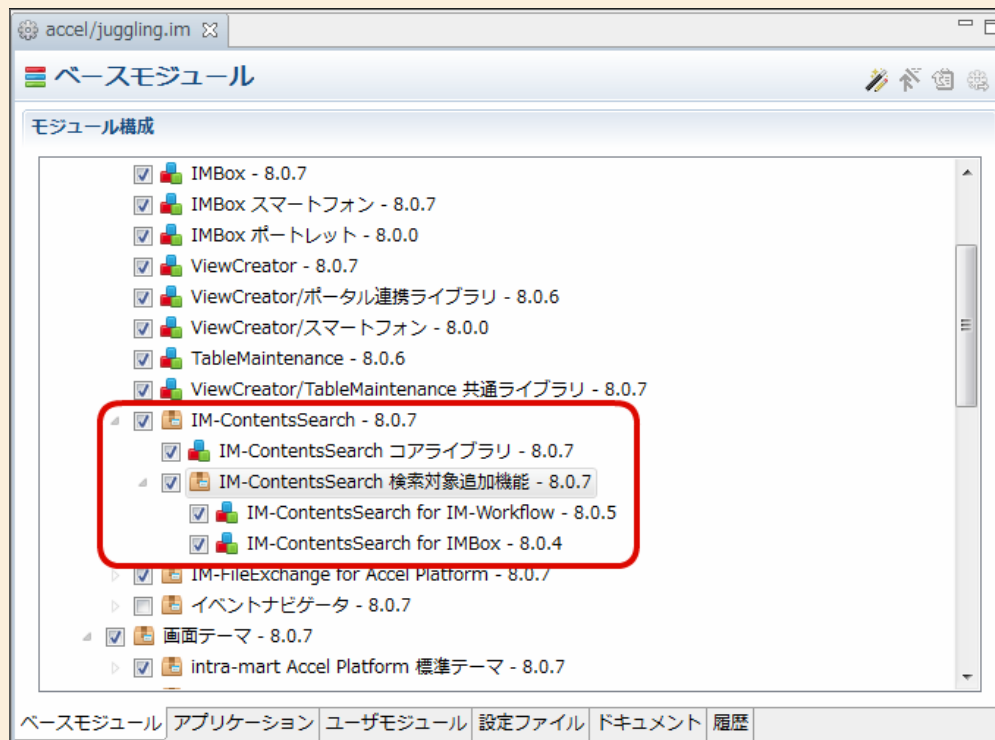 accel/juggling.im
ベースモジュール
モジュール構成
IMBox - 8.0.7
IMBox スマートフォン - 8.0.7
IMBox ポートレット - 8.0.0
ViewCreator - 8.0.7
ViewCreator/ポータル連携ライブラリ - 8.0.6
ViewCreator/スマートフォン - 8.0.0
TableMaintenance - 8.0.6
ViewCreator/TableMaintenance 共通ライブラリ - 8.0.7
IM-ContentsSearch - 8.0.7
IM-ContentsSearch コアライブラリ - 8.0.7
IM-ContentsSearch 検索対象追加機能 - 8.0.7
IM-ContentsSearch for IM-Workflow - 8.0.5
IM-ContentsSearch for IMBox - 8.0.4
IM-FileExchange for Accel Platform - 8.0.7
イベントナビゲータ - 8.0.7
画面テーマ - 8.0.7
intra-mart Accel Platform 標準テーマ - 8.0.7
ベースモジュール アプリケーション ユーザモジュール 設定ファイル ドキュメント 履歴